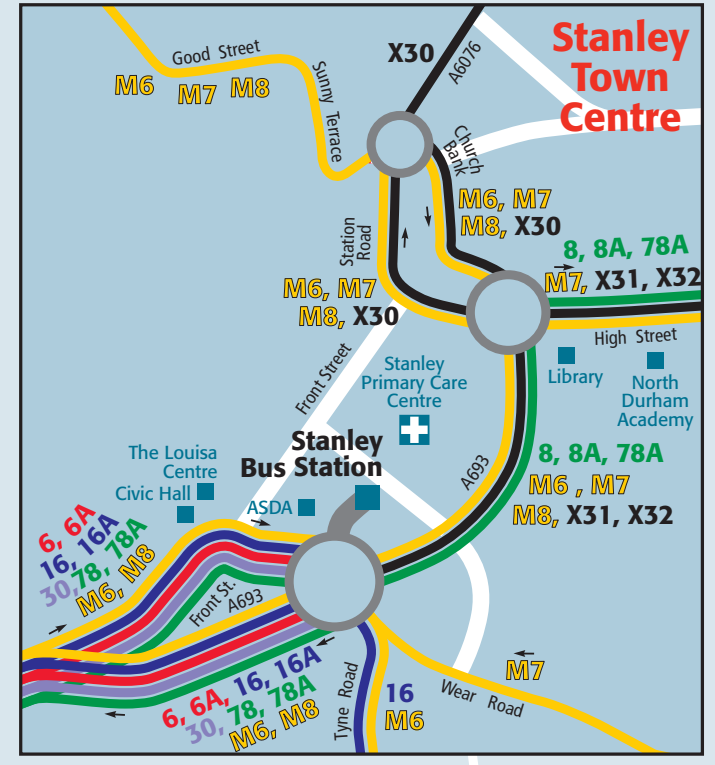 Stanley
Town
Centre
X30
A6076
Good Street
M6 M7 M8
Sunny Terrace
Church
Bank
M6, M7
M8, X30
Station
Road
8, 8A, 78A
M7, X31, X32
M6, M7
M8, X30
High Street
Front Street
Stanley
Primary Care
Centre
Library
North
Durham
Academy
Stanley
Bus Station
The Louisa
Centre
Civic Hall
ASDA
A693
8, 8A, 78A
M6 , M7
M8, X31, X32
6, 6A
16, 16A
30,78, 78A
M6, M8
Front St.
A693
6, 6A, 16, 16A
30, 78, 78A
M6, M8
Tyne Road
16
M6
M7
Wear Road